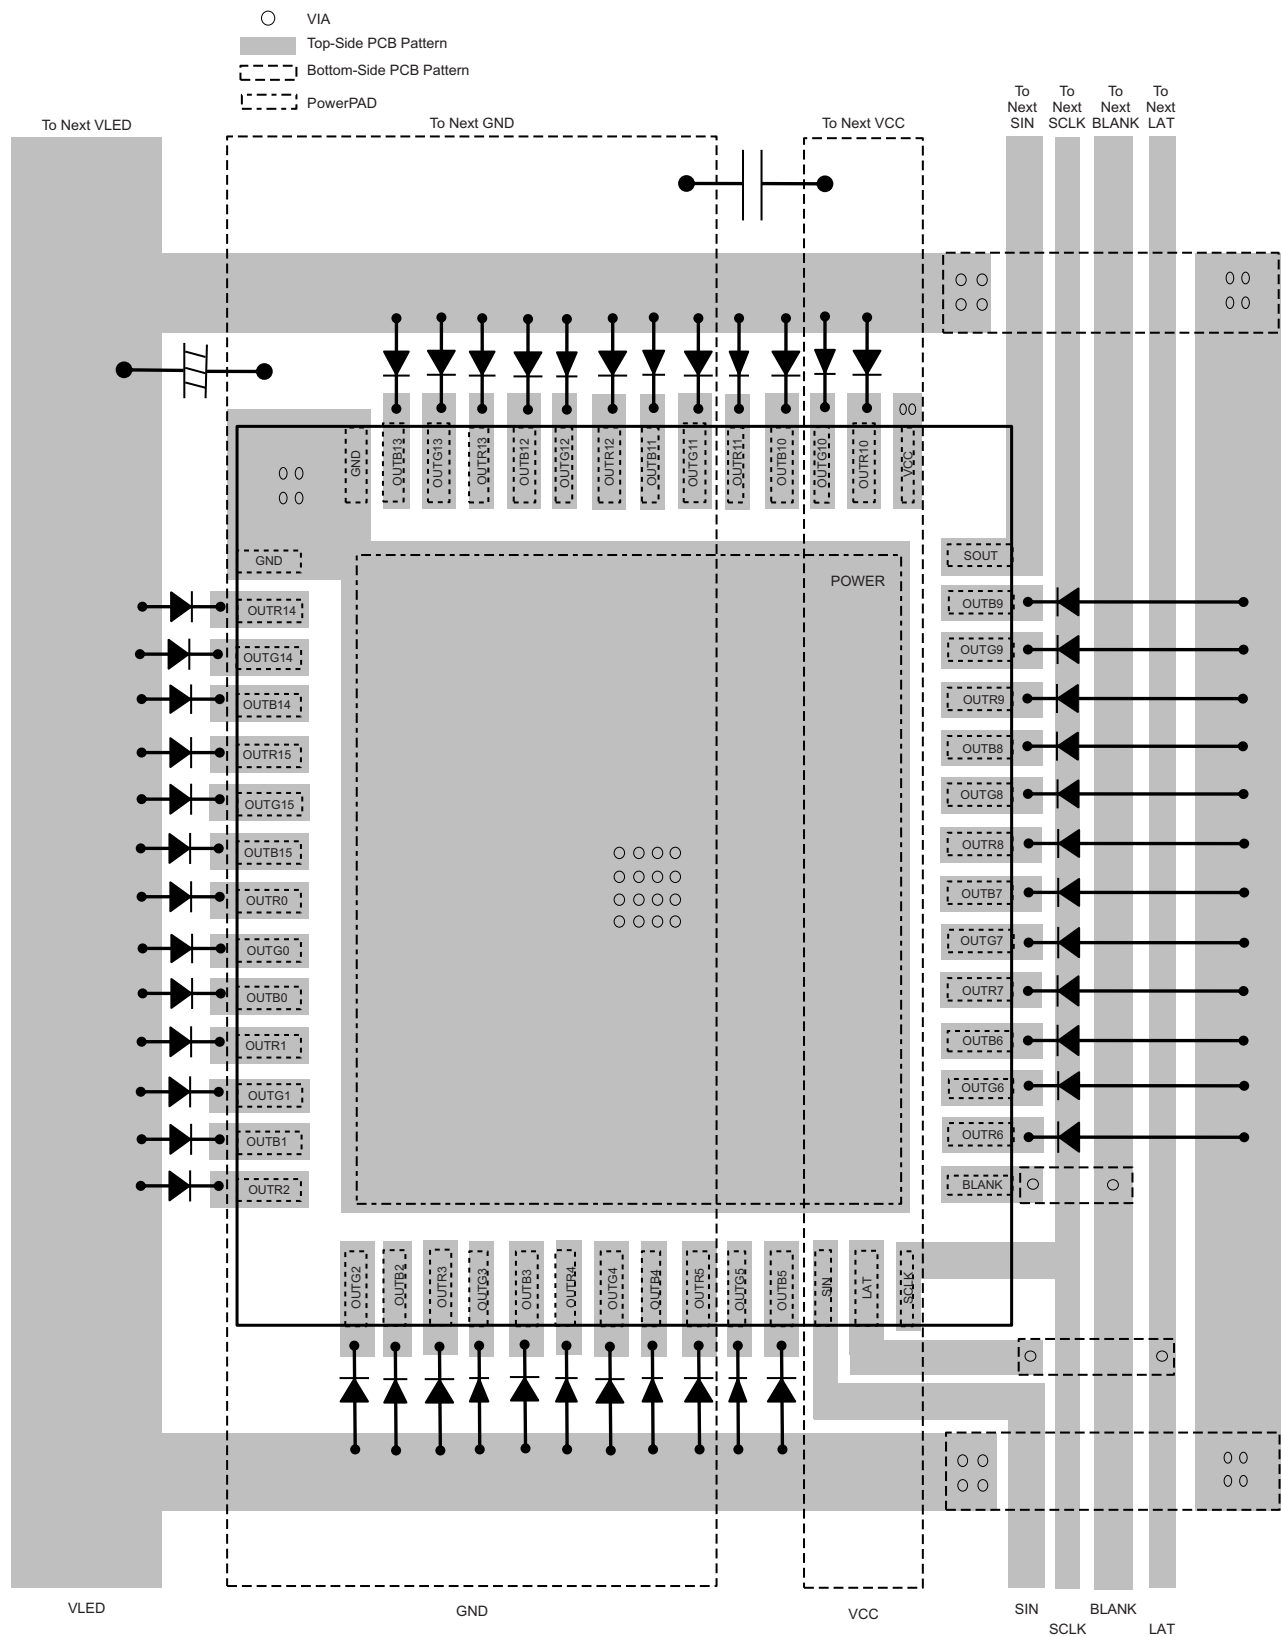 VIA
Top-Side PCB Pattern
Bottom-Side PCB Pattern
PowerPAD
To Next VLED
To Next GND
To Next VCC
To
Next
SIN
To
Next
SCLK
To
Next
BLANK
To
Next
LAT
GND
OUTB13
OUTG13
OUTR13
OUTB12
OUTG12
OUTR12
OUTB11
OUTG11
OUTR11
OUTB10
OUTG10
OUTR10
VCC
GND
OUTR14
OUTG14
OUTB14
OUTR15
OUTG15
OUTB15
OUTR0
OUTG0
OUTB0
OUTR1
OUTG1
OUTB1
OUTR2
POWER
SOUT
OUTB9
OUTG9
OUTR9
OUTB8
OUTG8
OUTR8
OUTB7
OUTG7
OUTR7
OUTB6
OUTG6
OUTR6
BLANK
OUTG2
OUTB2
OUTR3
OUTG3
OUTB3
OUTR4
OUTG4
OUTB4
OUTR5
OUTG5
OUTB5
SIN
LAT
SCLK
VLED
GND
VCC
SIN
SCLK
BLANK
LAT